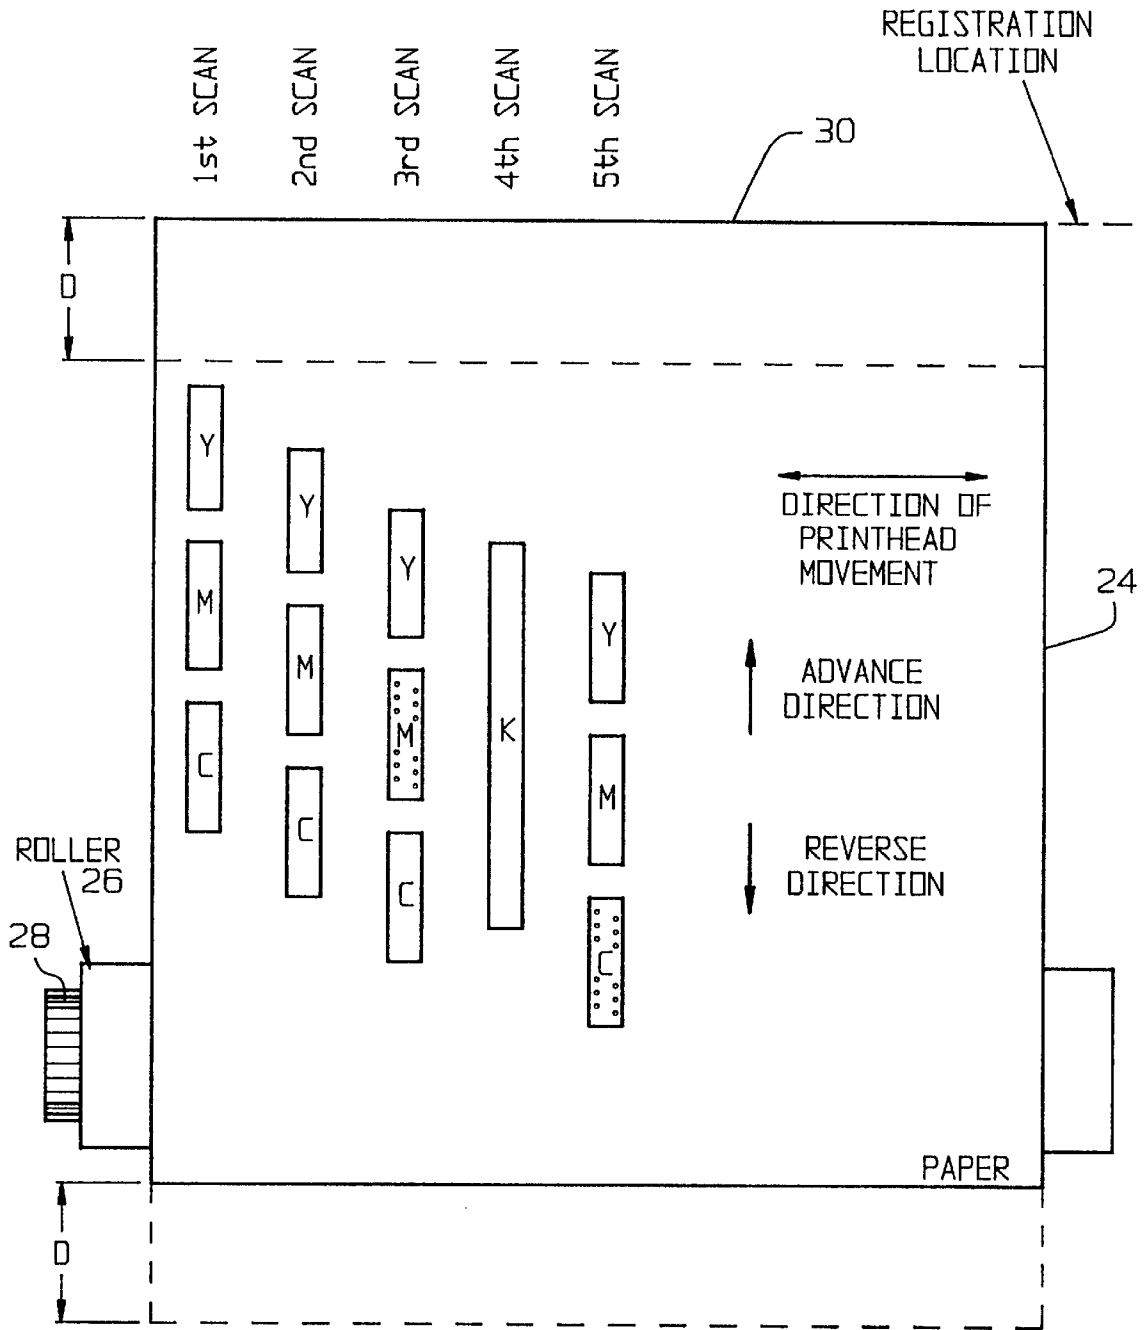 REGISTRATION
LOCATION
1st SCAN
2nd SCAN
3rd SCAN
4th SCAN
5th SCAN
30
D
Y
M
C
Y
M
C
Y
M
C
K
Y
M
C
DIRECTION OF
PRINTHEAD
MOVEMENT
24
ADVANCE
DIRECTION
REVERSE
DIRECTION
ROLLER
26
28
PAPER
D